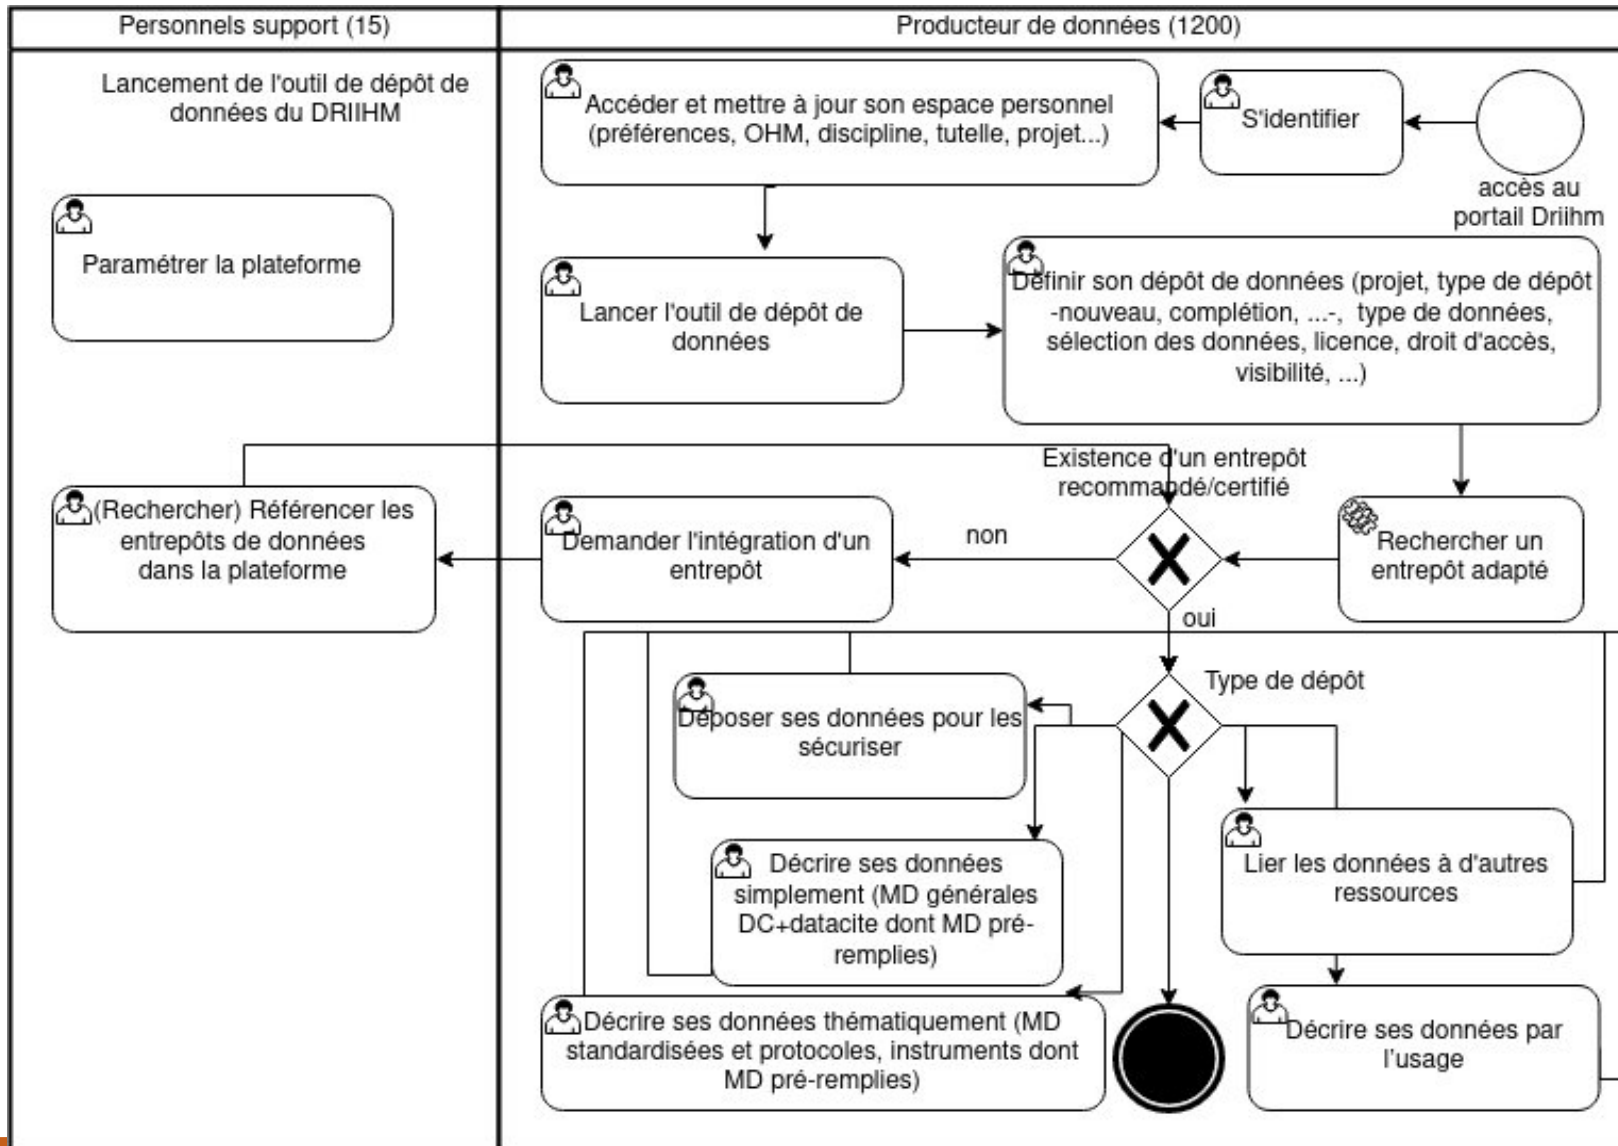 Personnels support (15)
Producteur de données (1200)
Lancement de l'outil de dépôt de
données du DRIIHM
Accéder et mettre à jour son espace personnel
(préférences, OHM, discipline, tutelle, projet...)
S'identifier
accès au
portail Driihm
Paramétrer la plateforme
Lancer l'outil de dépôt de
données
Définir son dépôt de données (projet, type de dépôt
-nouveau, complétion, ...-, type de données,
sélection des données, licence, droit d'accès,
visibilité, ...)
Existence d'un entrepôt
recommandé/certifié
(Rechercher) Référencer les
entrepôts de données
dans la plateforme
Demander l'intégration d'un
entrepôt
non
Rechercher un
entrepôt adapté
oui
Type de dépôt
Déposer ses données pour les
sécuriser
Décrire ses données
simplement (MD générales
DC+datacite dont MD pré-
remplies)
Lier les données à d'autres
ressources
Décrire ses données thématiquement (MD
standardisées et protocoles, instruments dont
MD pré-remplies)
Décrire ses données par
l'usage